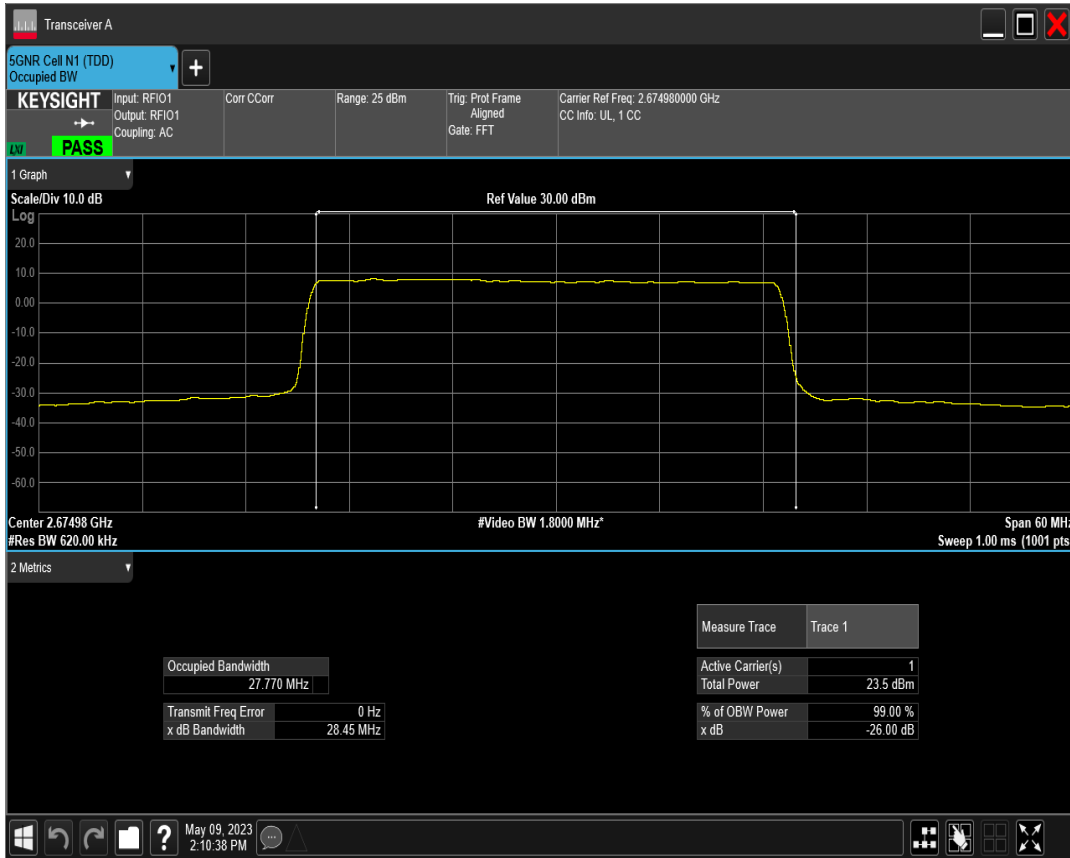 Transceiver A
5GNR Cell N1 (TDD)
Occupied BW
KEYSIGHT
LXI
PASS
Input: RFIO1
Output: RFIO1
Coupling: AC
Corr CCorr
Range: 25 dBm
Trig: Prot Frame
Aligned
Gate: FFT
Carrier Ref Freq: 2.674980000 GHz
CC Info: UL, 1 CC
1 Graph
Scale/Div 10.0 dB
Ref Value 30.00 dBm
Log
20.0
10.0
0.00
-10.0
-20.0
-30.0
-40.0
-50.0
-60.0
Center 2.67498 GHz
#Video BW 1.8000 MHz*
Span 60 MHz
#Res BW 620.00 kHz
Sweep 1.00 ms (1001 pts
2 Metrics
Measure Trace Trace 1
Occupied Bandwidth
27.770 MHz
Active Carrier(s) 1
Total Power 23.5 dBm
Transmit Freq Error 0 Hz
x dB Bandwidth 28.45 MHz
% of OBW Power 99.00 %
x dB -26.00 dB
?
May 09, 2023
2:10:38 PM